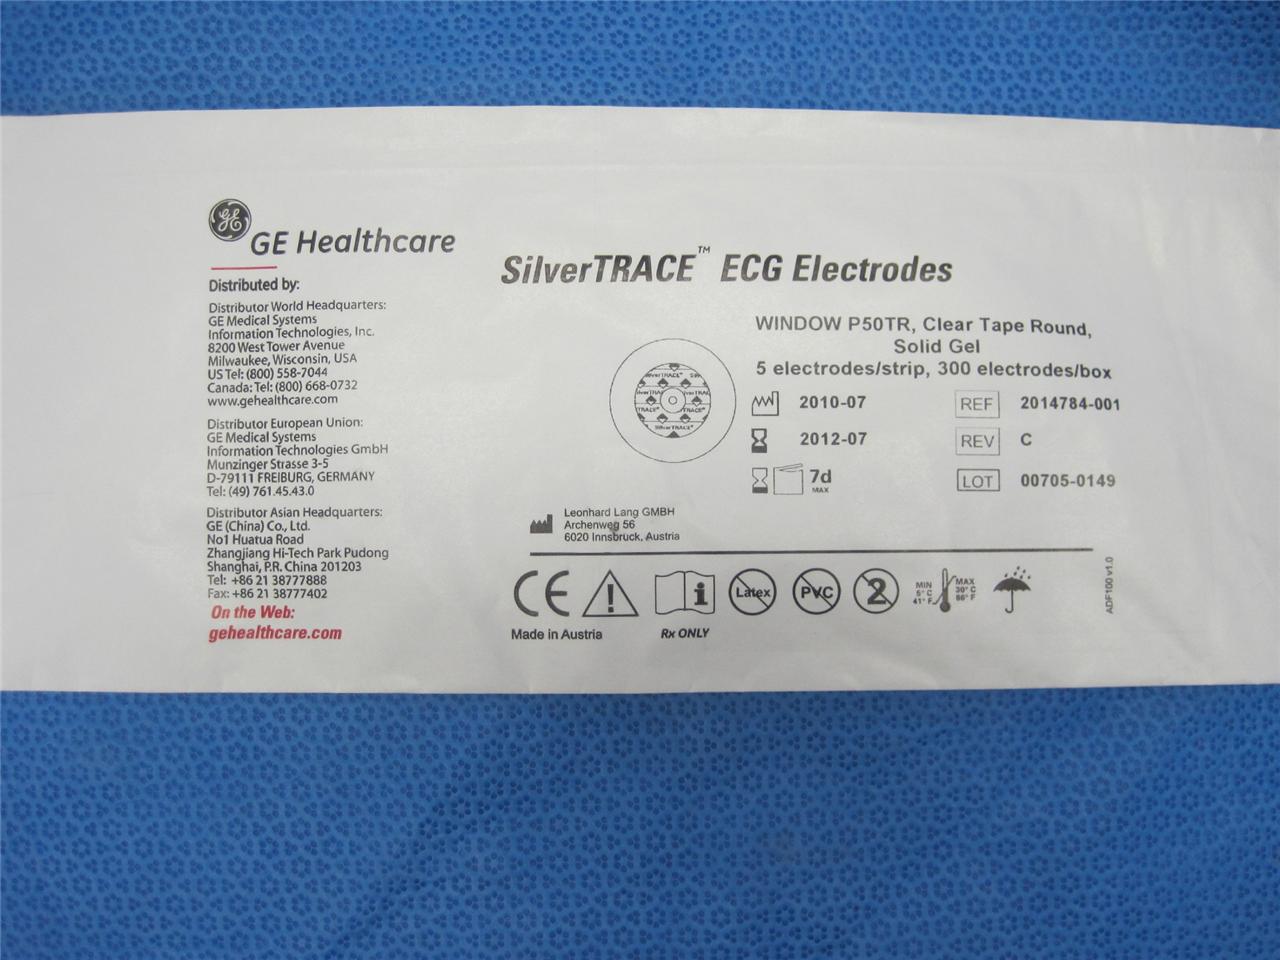 GE Healthcare
Distributed by:
Distributor World Headquarters:
GE Medical Systems
Information Technologies, Inc.
8200 West Tower Avenue
Milwaukee, Wisconsin, USA
US Tel: (800) 558-7044
Canada: Tel: (800) 668-0732
www.gehealthcare.com
Distributor European Union:
GE Medical Systems
Information Technologies GmbH
Munzinger Strasse 3-5
D-79111 FREIBURG, GERMANY
Tel: (49) 761.45.43.0
Distributor Asian Headquarters:
GE (China) Co., Ltd.
No1 Huatua Road
Zhangjiang Hi-Tech Park Pudong
Shanghai, P.R. China 201203
Tel: +86 21 38777888
Fax: +86 21 38777402
On the Web:
gehealthcare.com
SilverTRACE™ ECG Electrodes
WINDOW P50TR, Clear Tape Round,
Solid Gel
5 electrodes/strip, 300 electrodes/box
2010-07 REF 2014784-001
2012-07 REV C
7d LOT 00705-0149
MAX
SilverTRACE
Leonhard Lang GMBH
Archenweg 56
6020 Innsbruck, Austria
CE
Latex
PVC
2
MIN 5° C 41° F
MAX 30° C 86° F
Made in Austria
Rx ONLY
ADF100 v1.0